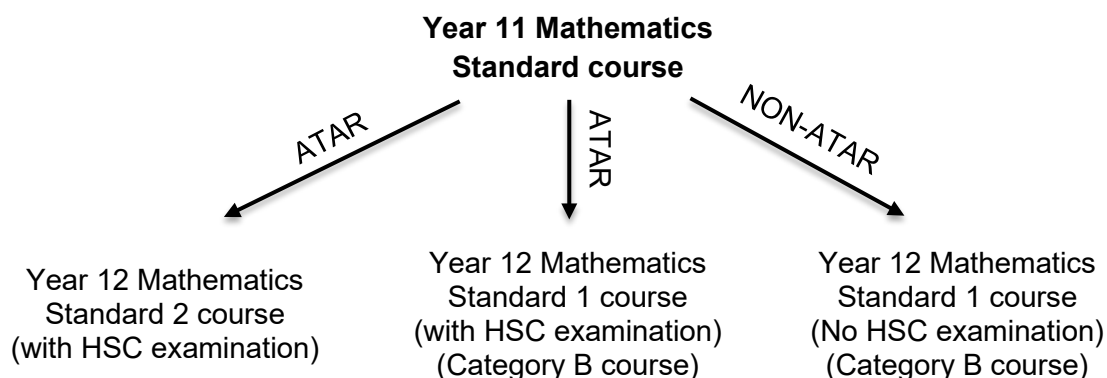 Year 11 Mathematics
Standard course
ATAR
ATAR
NON-ATAR
Year 12 Mathematics
Standard 2 course
(with HSC examination)
Year 12 Mathematics
Standard 1 course
(with HSC examination)
(Category B course)
Year 12 Mathematics
Standard 1 course
(No HSC examination)
(Category B course)